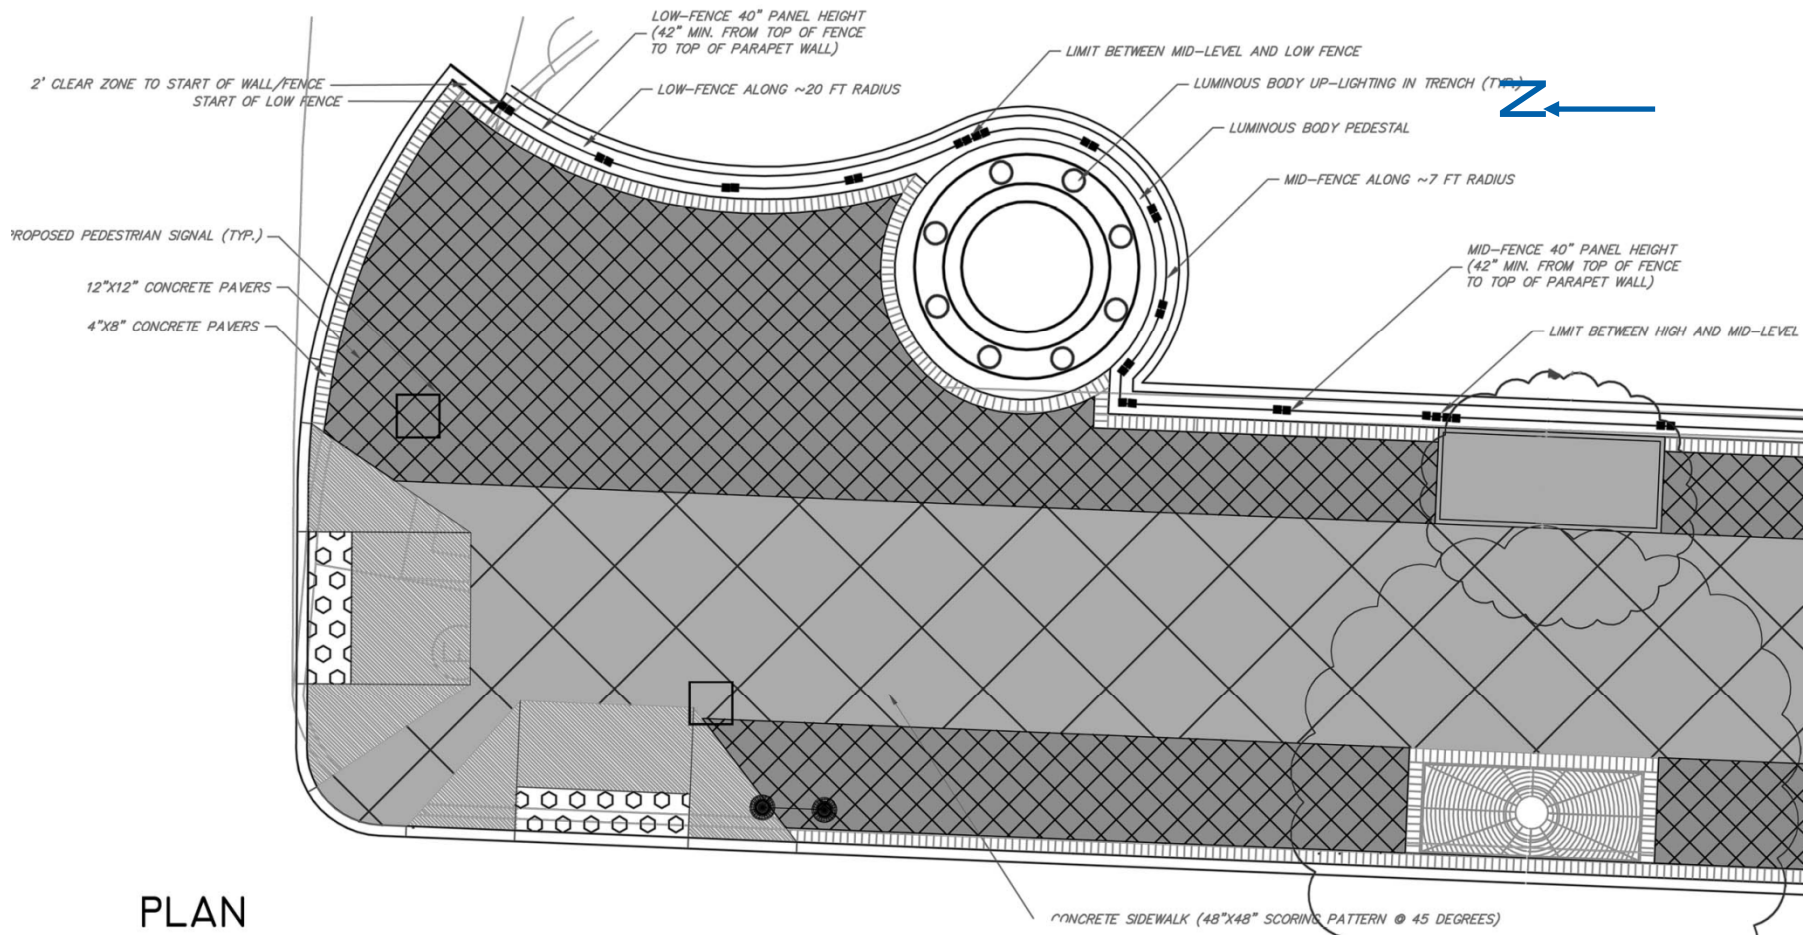 LOW-FENCE 40" PANEL HEIGHT
(42" MIN. FROM TOP OF FENCE
TO TOP OF PARAPET WALL)
LIMIT BETWEEN MID-LEVEL AND LOW FENCE
2' CLEAR ZONE TO START OF WALL/FENCE
START OF LOW FENCE
LOW-FENCE ALONG ~20 FT RADIUS
LUMINOUS BODY UP-LIGHTING IN TRENCH (TYP.)
N
LUMINOUS BODY PEDESTAL
MID-FENCE ALONG ~7 FT RADIUS
PROPOSED PEDESTRIAN SIGNAL (TYP.)
MID-FENCE 40" PANEL HEIGHT
(42" MIN. FROM TOP OF FENCE
TO TOP OF PARAPET WALL)
12"X12" CONCRETE PAVERS
4"X8" CONCRETE PAVERS
LIMIT BETWEEN HIGH AND MID-LEVEL
PLAN
CONCRETE SIDEWALK (48"X48" SCORING PATTERN @ 45 DEGREES)